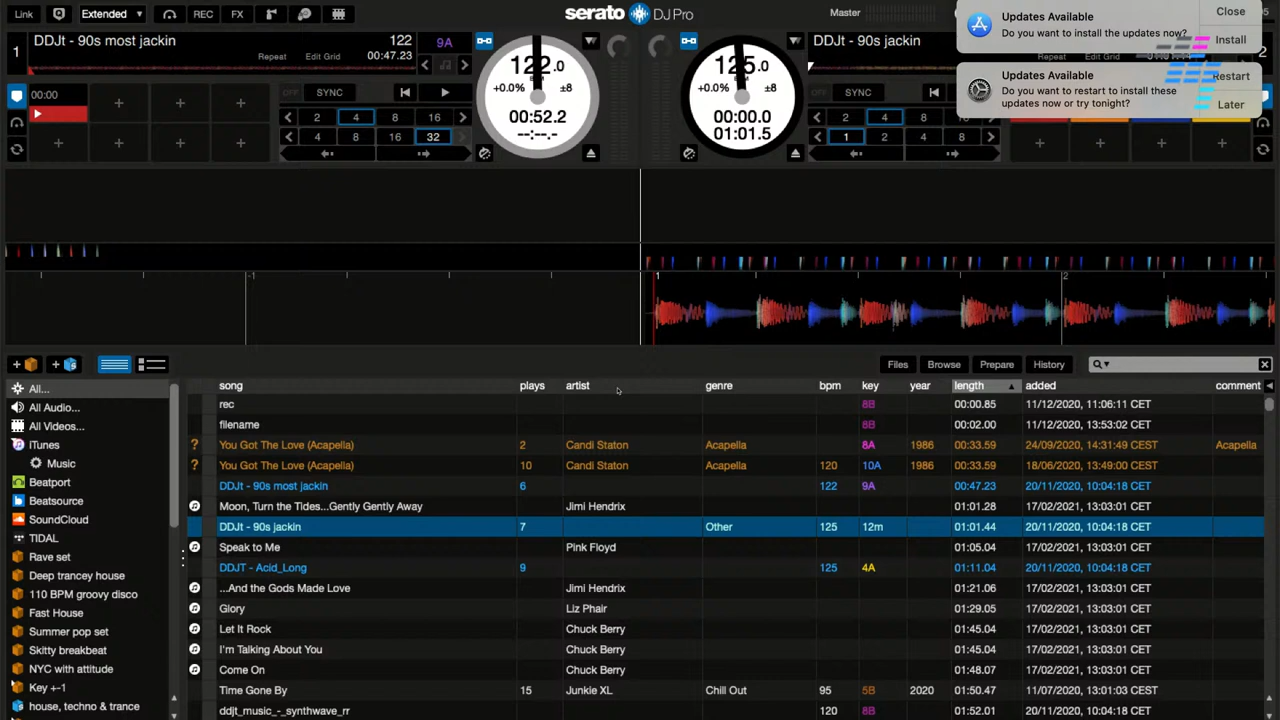 Link Extended REC FX serato DJ Pro Master
Updates Available Close
Do you want to install the updates now? Install
Updates Available Restart
Do you want to restart to install these
updates now or try tonight? Later
1 DDJt - 90s most jackin 122 9A
Repeat Edit Grid 00:47.23
DDJt - 90s jackin
Repeat Edit Grid
122.0
+0.0% ±8
00:52.2
--:--.-
125.0
+0.0% ±8
00:00.0
01:01.5
00:00
OFF SYNC
2 4 8 16
4 8 16 32
OFF SYNC
2 4 8 16
1 2 4 8
-1 1 2
Files Browse Prepare History
song plays artist genre bpm key year length added comment
All...
All Audio...
All Videos...
iTunes
Music
Beatport
Beatsource
SoundCloud
TIDAL
Rave set
Deep trancey house
110 BPM groovy disco
Fast House
Summer pop set
Skitty breakbeat
NYC with attitude
Key +-1
house, techno & trance
rec 8B 00:00.85 11/12/2020, 11:06:11 CET
filename 8B 00:02.00 11/12/2020, 13:53:02 CET
? You Got The Love (Acapella) 2 Candi Staton Acapella 8A 1986 00:33.59 24/09/2020, 14:31:49 CEST Acapella
? You Got The Love (Acapella) 10 Candi Staton Acapella 120 10A 1986 00:33.59 18/06/2020, 13:49:00 CEST
DDJt - 90s most jackin 6 122 9A 00:47.23 20/11/2020, 10:04:18 CET
Moon, Turn the Tides...Gently Gently Away Jimi Hendrix 01:01.28 17/02/2021, 13:03:01 CET
DDJt - 90s jackin 7 Other 125 12m 01:01.44 20/11/2020, 10:04:18 CET
Speak to Me Pink Floyd 01:05.04 17/02/2021, 13:03:01 CET
DDJT - Acid_Long 9 125 4A 01:11.04 20/11/2020, 10:04:18 CET
...And the Gods Made Love Jimi Hendrix 01:21.06 17/02/2021, 13:03:01 CET
Glory Liz Phair 01:29.05 17/02/2021, 13:03:01 CET
Let It Rock Chuck Berry 01:45.04 17/02/2021, 13:03:01 CET
I'm Talking About You Chuck Berry 01:45.04 17/02/2021, 13:03:01 CET
Come On Chuck Berry 01:48.07 17/02/2021, 13:03:01 CET
Time Gone By 15 Junkie XL Chill Out 95 5B 2020 01:50.47 11/07/2020, 13:01:03 CEST
ddjt_music_-_synthwave_rr 120 8B 01:52.01 20/11/2020, 10:04:18 CET